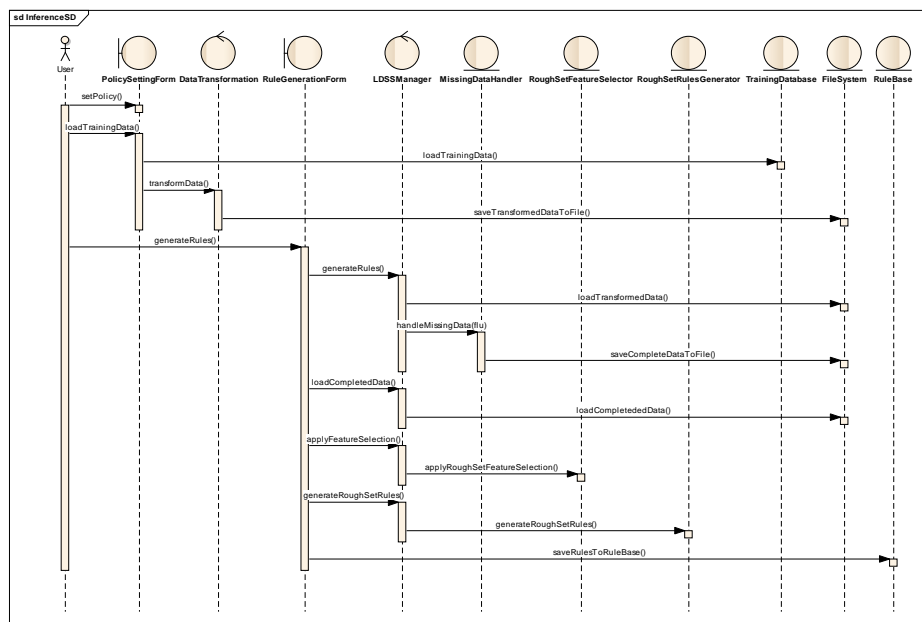 sd InferenceSD
User
PolicySettingForm
DataTransformation
RuleGenerationForm
LDSSManager
MissingDataHandler
RoughSetFeatureSelector
RoughSetRulesGenerator
TrainingDatabase
FileSystem
RuleBase
setPolicy()
loadTrainingData()
loadTrainingData()
transformData()
saveTransformedDataToFile()
generateRules()
generateRules()
loadTransformedData()
handleMissingData(flu)
saveCompleteDataToFile()
loadCompletedData()
loadCompletededData()
applyFeatureSelection()
applyRoughSetFeatureSelection()
generateRoughSetRules()
generateRoughSetRules()
saveRulesToRuleBase()